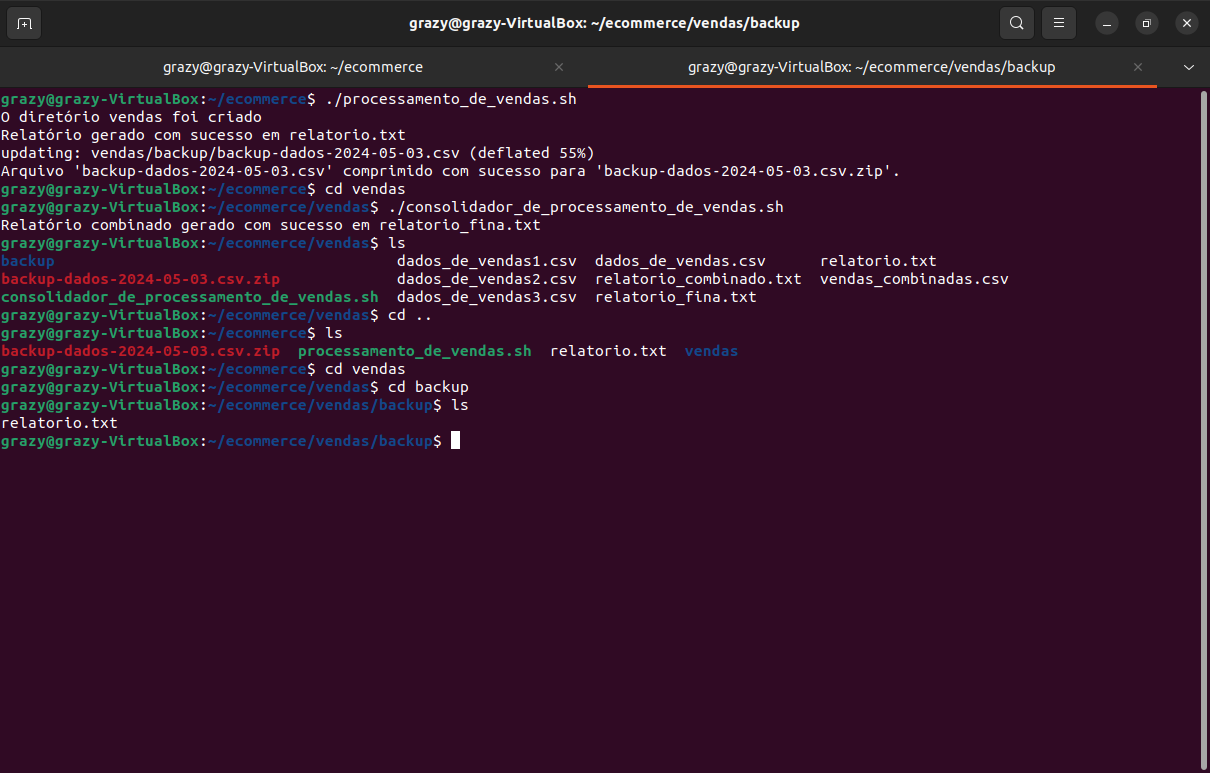 grazy@grazy-VirtualBox: ~/ecommerce/vendas/backup
grazy@grazy-VirtualBox: ~/ecommerce
grazy@grazy-VirtualBox: ~/ecommerce/vendas/backup
grazy@grazy-VirtualBox:~/ecommerce$ ./processamento_de_vendas.sh
O diretório vendas foi criado
Relatório gerado com sucesso em relatorio.txt
updating: vendas/backup/backup-dados-2024-05-03.csv (deflated 55%)
Arquivo 'backup-dados-2024-05-03.csv' comprimido com sucesso para 'backup-dados-2024-05-03.csv.zip'.
grazy@grazy-VirtualBox:~/ecommerce$ cd vendas
grazy@grazy-VirtualBox:~/ecommerce/vendas$ ./consolidador_de_processamento_de_vendas.sh
Relatório combinado gerado com sucesso em relatorio_fina.txt
grazy@grazy-VirtualBox:~/ecommerce/vendas$ ls
backup dados_de_vendas1.csv dados_de_vendas.csv relatorio.txt
backup-dados-2024-05-03.csv.zip dados_de_vendas2.csv relatorio_combinado.txt vendas_combinadas.csv
consolidador_de_processamento_de_vendas.sh dados_de_vendas3.csv relatorio_fina.txt
grazy@grazy-VirtualBox:~/ecommerce/vendas$ cd ..
grazy@grazy-VirtualBox:~/ecommerce$ ls
backup-dados-2024-05-03.csv.zip processamento_de_vendas.sh relatorio.txt vendas
grazy@grazy-VirtualBox:~/ecommerce$ cd vendas
grazy@grazy-VirtualBox:~/ecommerce/vendas$ cd backup
grazy@grazy-VirtualBox:~/ecommerce/vendas/backup$ ls
relatorio.txt
grazy@grazy-VirtualBox:~/ecommerce/vendas/backup$